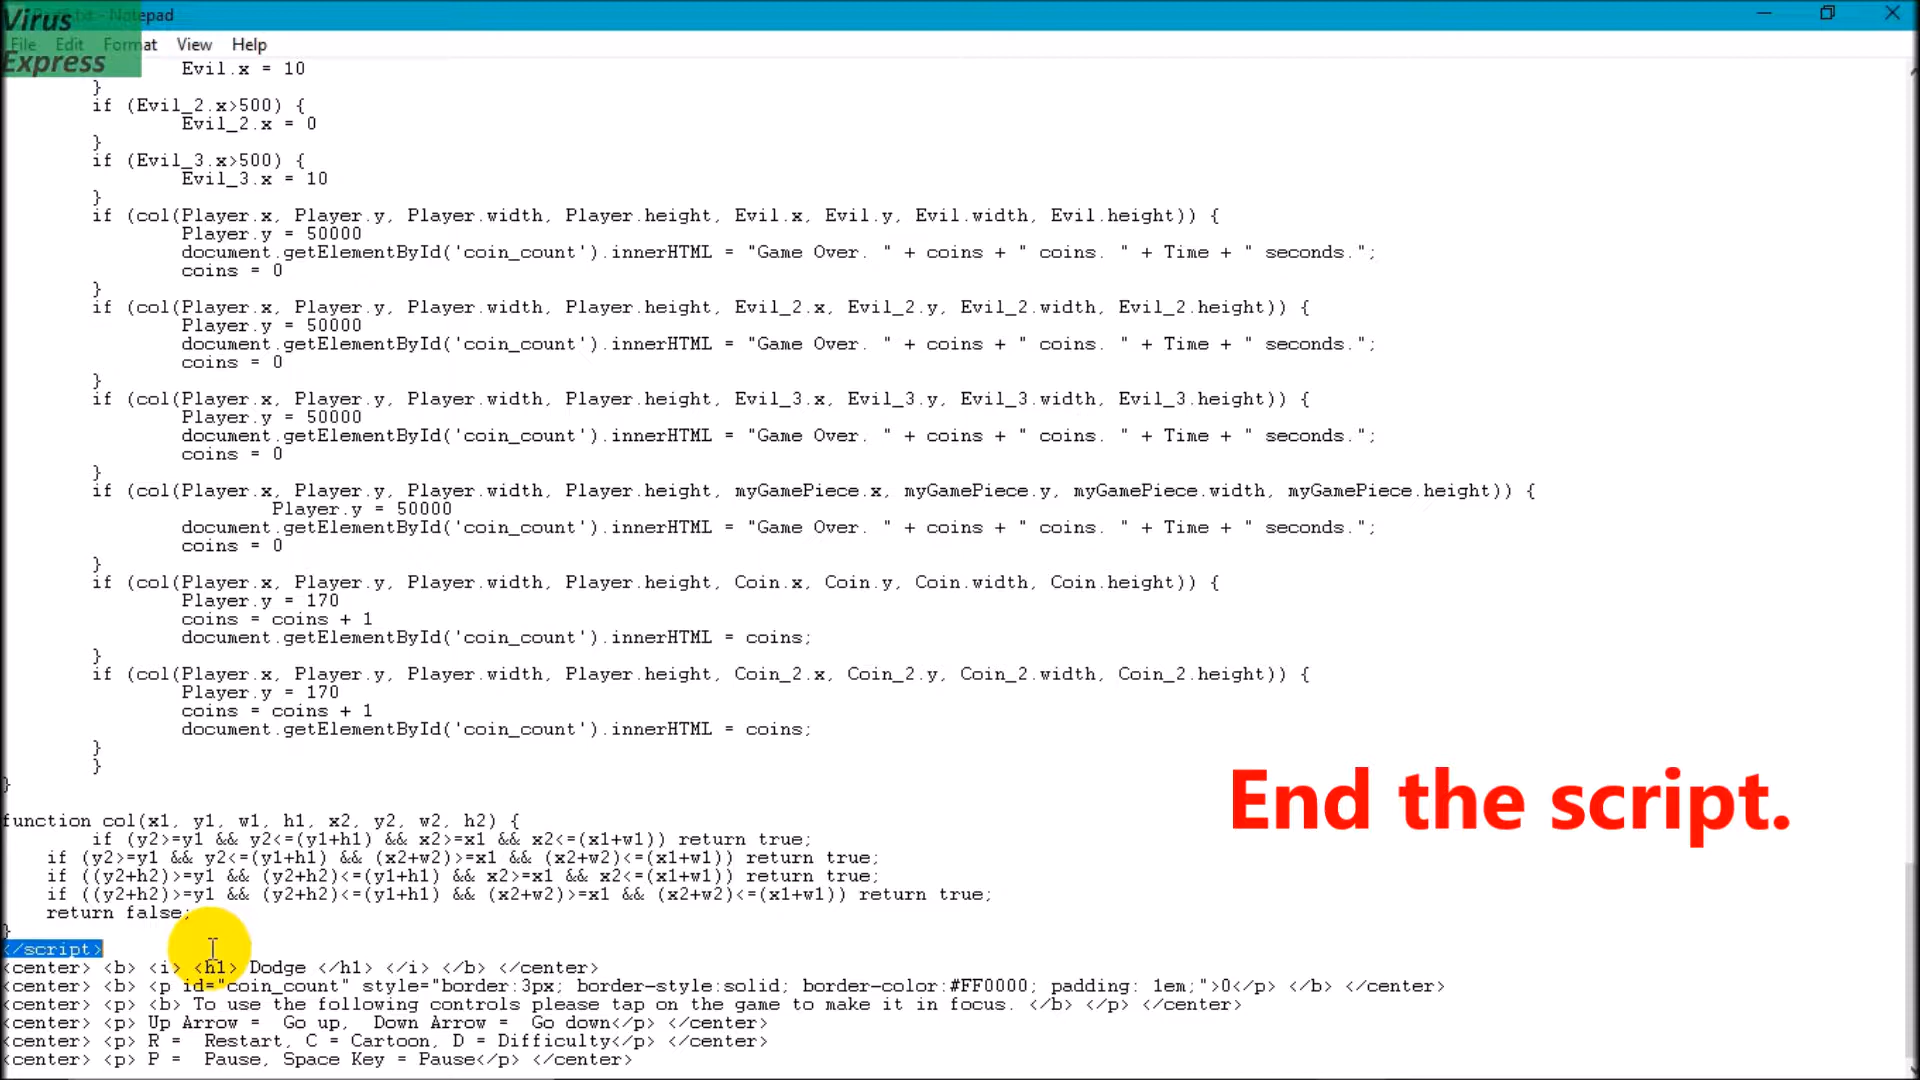 Virus
Express
- Notepad
File Edit Format View Help
Evil.x = 10
}
if (Evil_2.x>500) {
Evil_2.x = 0
}
if (Evil_3.x>500) {
Evil_3.x = 10
}
if (col(Player.x, Player.y, Player.width, Player.height, Evil.x, Evil.y, Evil.width, Evil.height)) {
Player.y = 50000
document.getElementById('coin_count').innerHTML = "Game Over. " + coins + " coins. " + Time + " seconds.";
coins = 0
}
if (col(Player.x, Player.y, Player.width, Player.height, Evil_2.x, Evil_2.y, Evil_2.width, Evil_2.height)) {
Player.y = 50000
document.getElementById('coin_count').innerHTML = "Game Over. " + coins + " coins. " + Time + " seconds.";
coins = 0
}
if (col(Player.x, Player.y, Player.width, Player.height, Evil_3.x, Evil_3.y, Evil_3.width, Evil_3.height)) {
Player.y = 50000
document.getElementById('coin_count').innerHTML = "Game Over. " + coins + " coins. " + Time + " seconds.";
coins = 0
}
if (col(Player.x, Player.y, Player.width, Player.height, myGamePiece.x, myGamePiece.y, myGamePiece.width, myGamePiece.height)) {
Player.y = 50000
document.getElementById('coin_count').innerHTML = "Game Over. " + coins + " coins. " + Time + " seconds.";
coins = 0
}
if (col(Player.x, Player.y, Player.width, Player.height, Coin.x, Coin.y, Coin.width, Coin.height)) {
Player.y = 170
coins = coins + 1
document.getElementById('coin_count').innerHTML = coins;
}
if (col(Player.x, Player.y, Player.width, Player.height, Coin_2.x, Coin_2.y, Coin_2.width, Coin_2.height)) {
Player.y = 170
coins = coins + 1
document.getElementById('coin_count').innerHTML = coins;
}
}
}
End the script.
function col(x1, y1, w1, h1, x2, y2, w2, h2) {
if (y2>=y1 && y2<=(y1+h1) && x2>=x1 && x2<=(x1+w1)) return true;
if (y2>=y1 && y2<=(y1+h1) && (x2+w2)>=x1 && (x2+w2)<=(x1+w1)) return true;
if ((y2+h2)>=y1 && (y2+h2)<=(y1+h1) && x2>=x1 && x2<=(x1+w1)) return true;
if ((y2+h2)>=y1 && (y2+h2)<=(y1+h1) && (x2+w2)>=x1 && (x2+w2)<=(x1+w1)) return true;
return false;
}
</script>
<center> <b> <i> <h1> Dodge </h1> </i> </b> </center>
<center> <b> <p id="coin_count" style="border:3px; border-style:solid; border-color:#FF0000; padding: 1em;">0</p> </b> </center>
<center> <p> <b> To use the following controls please tap on the game to make it in focus. </b> </p> </center>
<center> <p> Up Arrow =  Go up,  Down Arrow =  Go down</p> </center>
<center> <p> R =  Restart, C = Cartoon, D = Difficulty</p> </center>
<center> <p> P =  Pause, Space Key = Pause</p> </center>